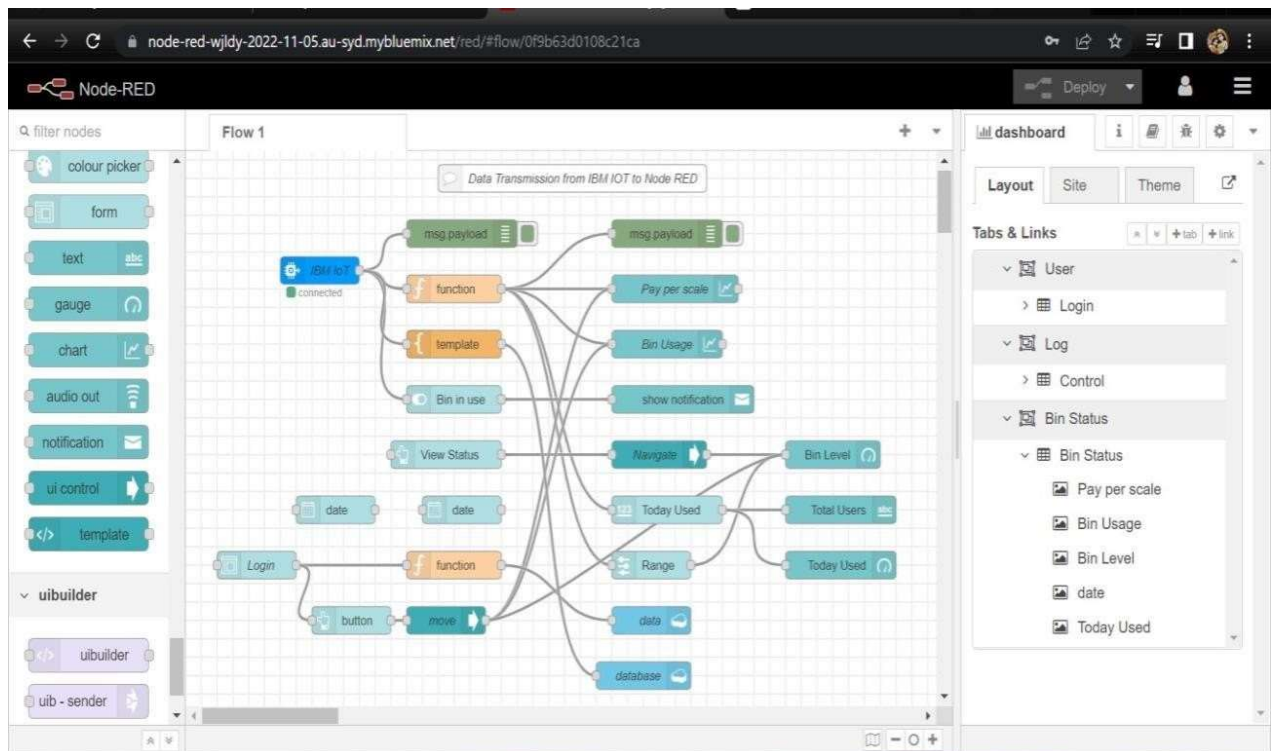 node-red-wjldy-2022-11-05.au-syd.mybluemix.net/red/#flow/0f9b63d0108c21ca
Node-RED
Deploy
filter nodes
Flow 1
dashboard
i
colour picker
form
text
abc
gauge
chart
audio out
notification
ui control
template
uibuilder
uibuilder
uib - sender
Data Transmission from IBM IOT to Node RED
msg.payload
msg.payload
IBM IoT
connected
f
function
Pay per scale
template
Bin Usage
Bin in use
show notification
View Status
Navigate
Bin Level
date
date
123
Today Used
Total Users
abc
Login
f
function
Range
Today Used
button
move
data
database
Layout
Site
Theme
Tabs & Links
+tab
+link
User
Login
Log
Control
Bin Status
Bin Status
Pay per scale
Bin Usage
Bin Level
date
Today Used